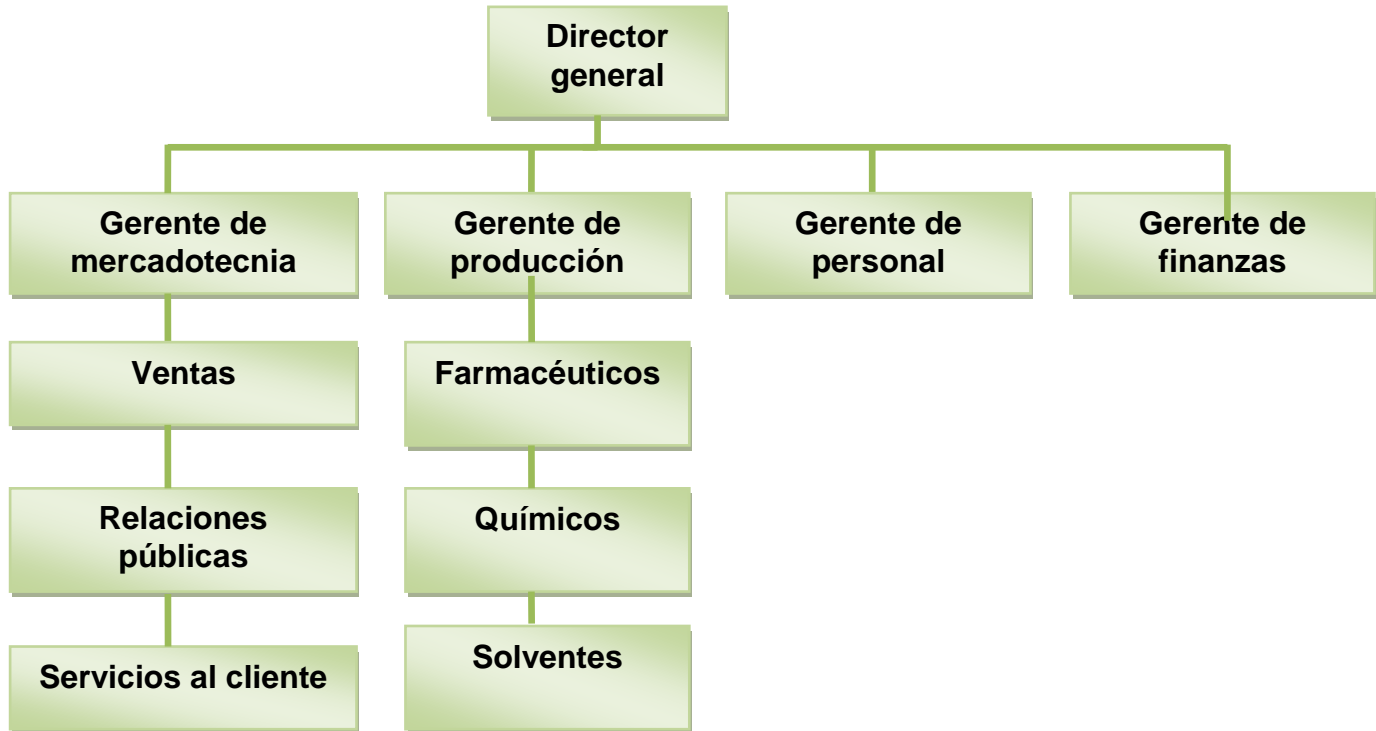 Director
general
Gerente de
mercadotecnia
Gerente de
producción
Gerente de
personal
Gerente de
finanzas
Ventas
Farmacéuticos
Relaciones
públicas
Químicos
Servicios al cliente
Solventes